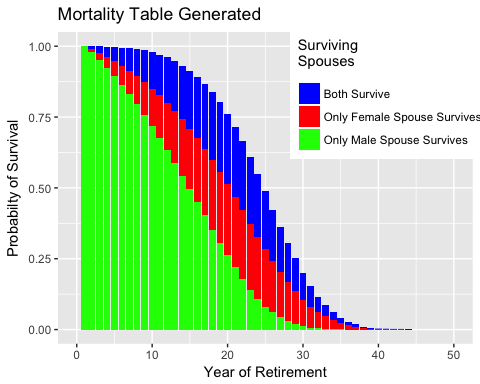 Mortality Table Generated
Surviving
Spouses
Both Survive
Only Female Spouse Survives
Only Male Spouse Survives
Probabilty of Survival
1.00
0.75
0.50
0.25
0.00
0 10 20 30 40 50
Year of Retirement